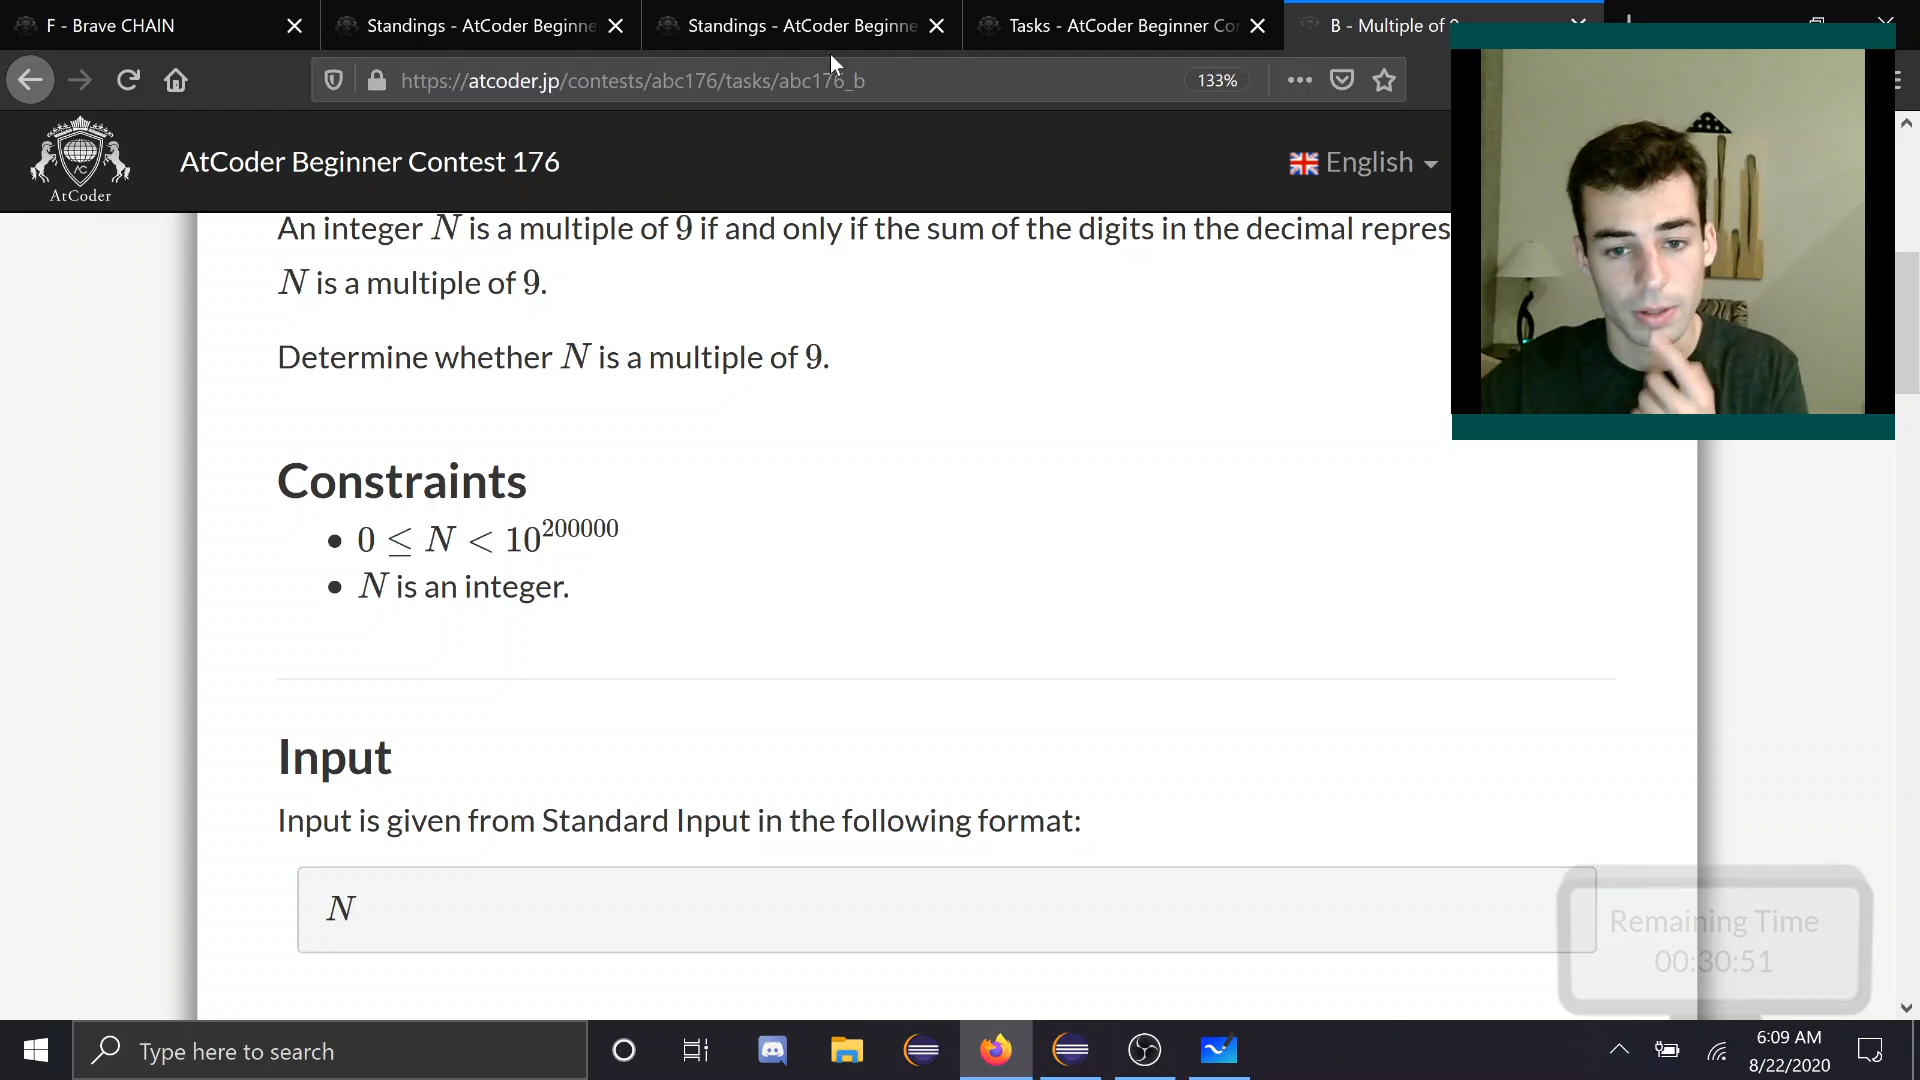 F - Brave CHAIN
Standings - AtCoder Beginne
Standings - AtCoder Beginne
Tasks - AtCoder Beginner Cor
B - Multiple of
https://atcoder.jp/contests/abc176/tasks/abc176_b
133%
AtCoder
AtCoder Beginner Contest 176
English
An integer N is a multiple of 9 if and only if the sum of the digits in the decimal repres
N is a multiple of 9.
Determine whether N is a multiple of 9.
Constraints
0 ≤ N < 10^200000
N is an integer.
Input
Input is given from Standard Input in the following format:
N
Remaining Time
00:30:51
Type here to search
6:09 AM
8/22/2020